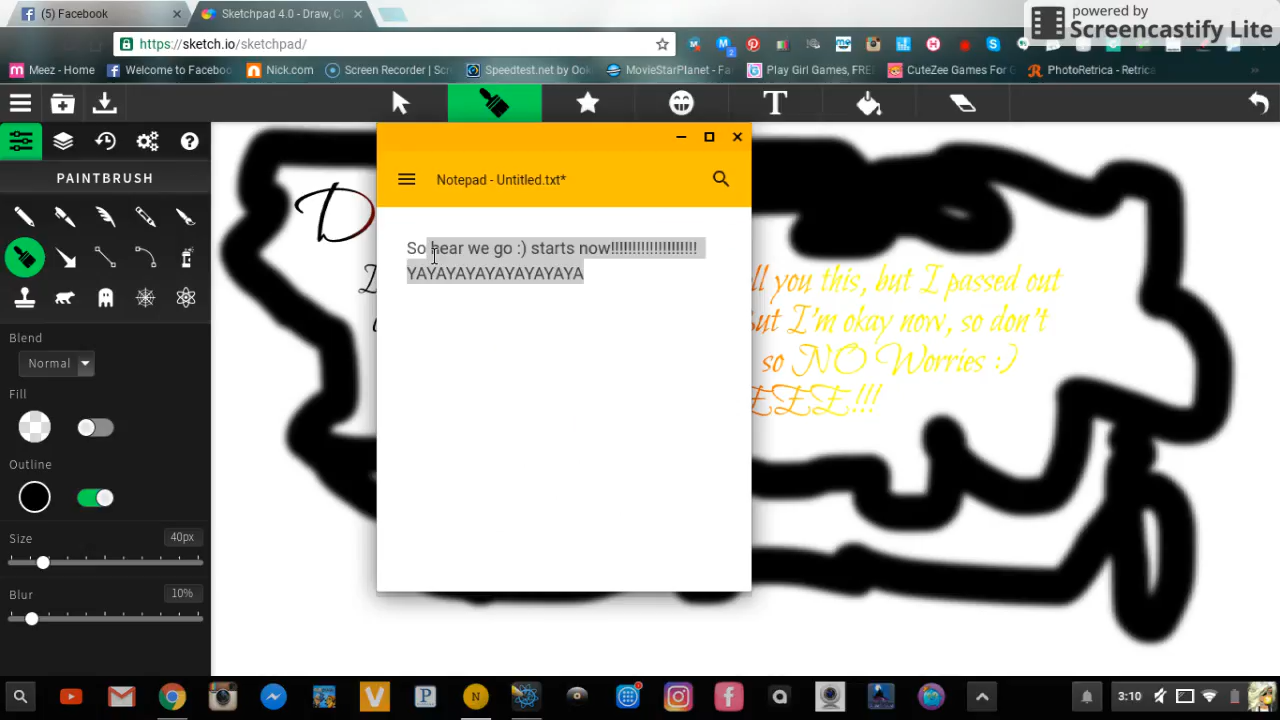 (5) Facebook
Sketchpad 4.0 - Draw, C
powered by
Screencastify Lite
https://sketch.io/sketchpad/
Meez - Home
Welcome to Faceboo
Nick.com
Screen Recorder | Scr
Speedtest.net by Ook
MovieStarPlanet - Fa
Play Girl Games, FRE
CuteZee Games For G
PhotoRetrica - Retric
T
PAINTBRUSH
Notepad - Untitled.txt*
D
So hear we go :) starts now!!!!!!!!!!!!!!!!!!!!
YAYAYAYAYAYAYAYAYA
ll you this, but I passed out
ut I'm okay now, so don't
so NO Worries :)
EEE!!!
Blend
Normal
Fill
Outline
Size
40px
Blur
10%
3:10